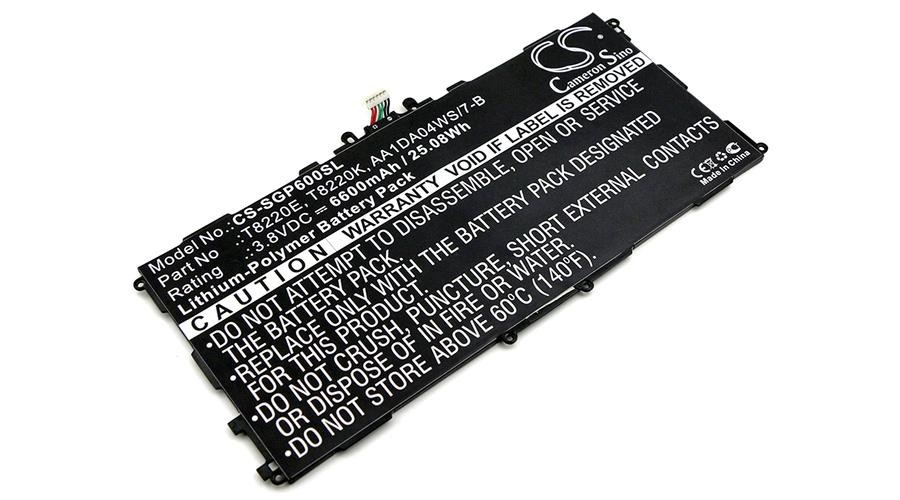 CS
Cameron Sino
Made in China
Model No.: CS-SGP600SL
Part No : T8220E, T8220K, AA1DA04WS/7-B
Rating : 3.8VDC ⎓ 6600mAh / 25.08Wh
Lithium-Polymer Battery Pack
CAUTION WARRANTY VOID IF REMOVED
•DO NOT ATTEMPT TO DISASSEMBLE, OPEN OR SERVICE
THE BATTERY PACK.
•REPLACE ONLY WITH THE BATTERY PACK DESIGNED
FOR THIS PRODUCT.
•DO NOT CRUSH, PUNCTURE, SHORT EXTERNAL CONTACTS,
OR DISPOSE OF IN FIRE OR WATER.
•DO NOT STORE ABOVE 60°C (140°F)